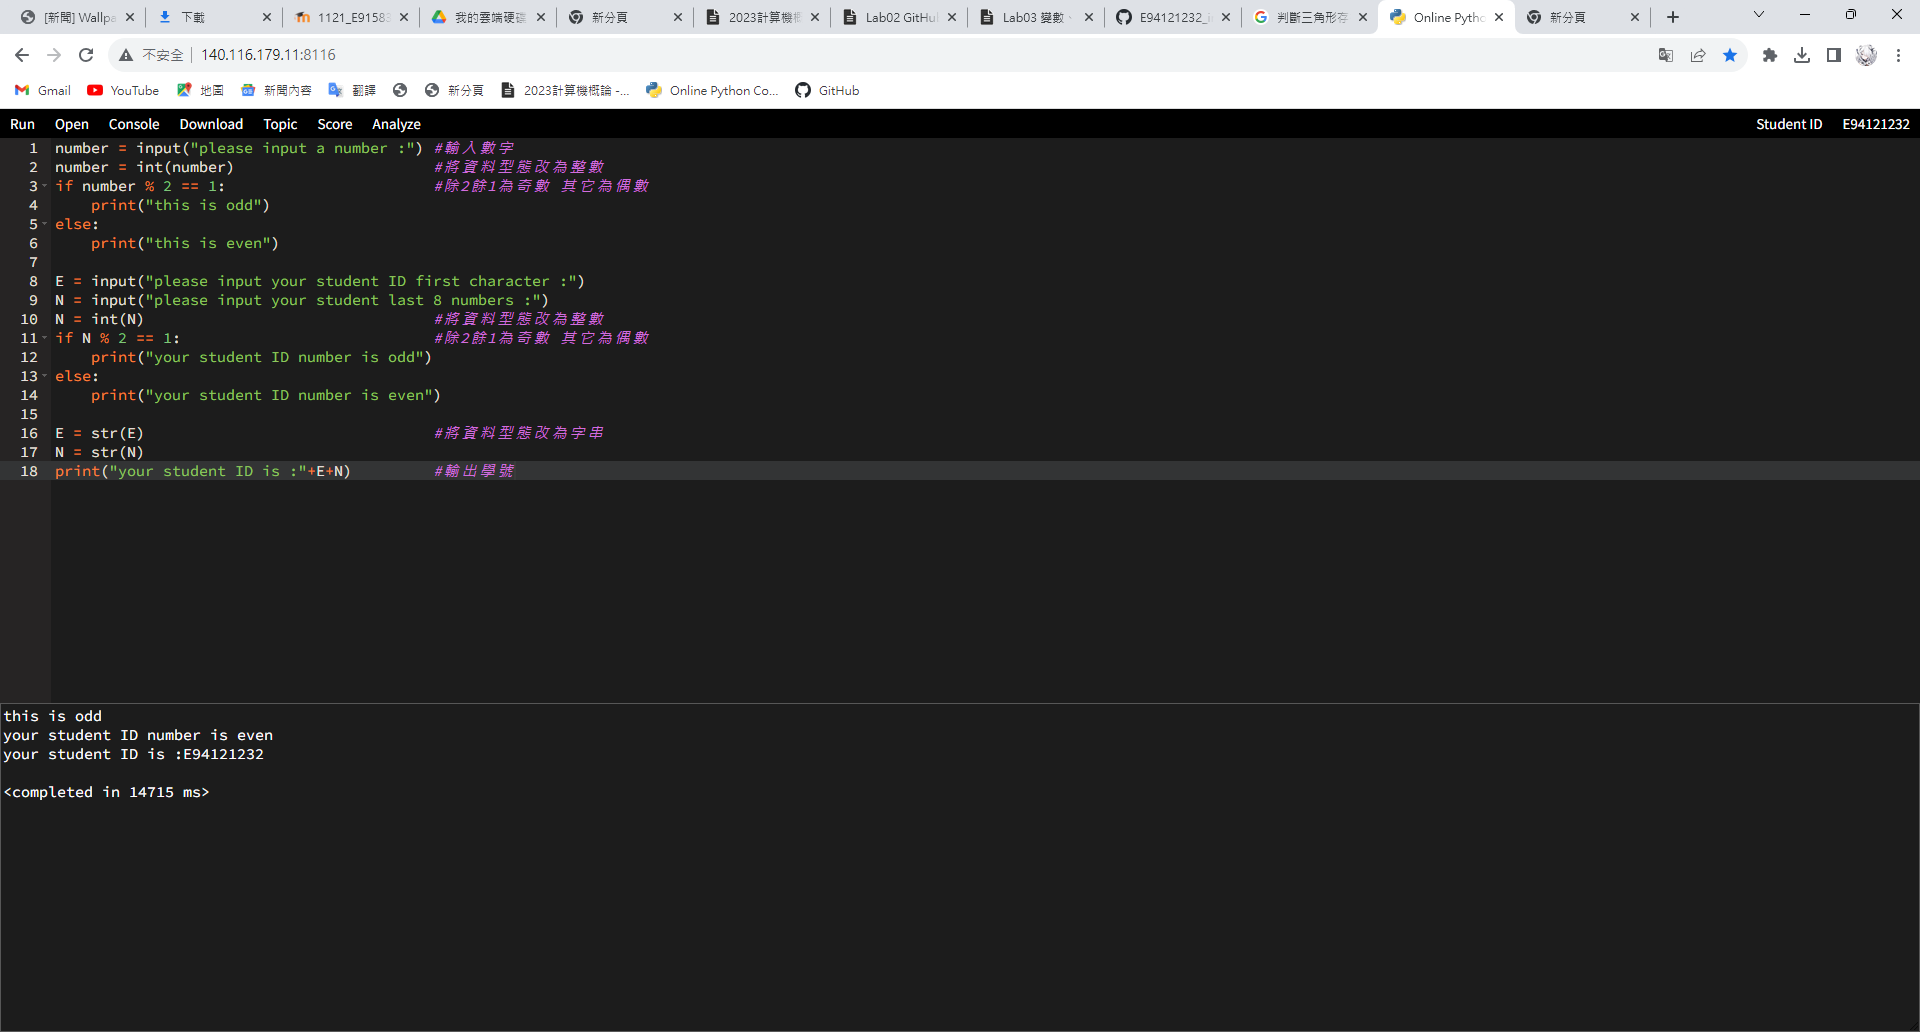 [新聞] Wallpa
下載
1121_E9158
我的雲端硬碟
新分頁
2023計算機概
Lab02 GitHu
Lab03 變數、
E94121232_i
判斷三角形存
Online Pytho
新分頁
不安全 140.116.179.11:8116
Gmail YouTube 地圖 新聞內容 翻譯 新分頁 2023計算機概論 -... Online Python Co... GitHub
Run Open Console Download Topic Score Analyze Student ID E94121232
1 number = input("please input a number :") #輸入數字
2 number = int(number) #將資料型態改為整數
3 if number % 2 == 1: #除2餘1為奇數 其它為偶數
4 print("this is odd")
5 else:
6 print("this is even")
7
8 E = input("please input your student ID first character :")
9 N = input("please input your student last 8 numbers :")
10 N = int(N) #將資料型態改為整數
11 if N % 2 == 1: #除2餘1為奇數 其它為偶數
12 print("your student ID number is odd")
13 else:
14 print("your student ID number is even")
15
16 E = str(E) #將資料型態改為字串
17 N = str(N)
18 print("your student ID is :"+E+N) #輸出學號
this is odd
your student ID number is even
your student ID is :E94121232
<completed in 14715 ms>